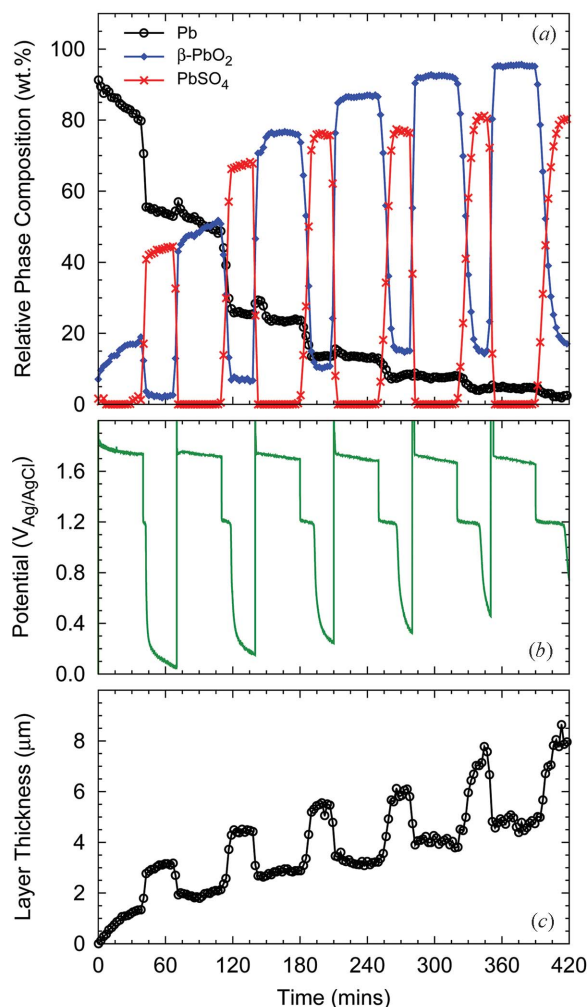 Relative Phase Composition (wt.%)
100
80
60
40
20
0
Pb
β-PbO₂
PbSO₄
(a)
Potential (V_Ag/AgCl)
1.6
1.2
0.8
0.4
0.0
(b)
Layer Thickness (μm)
8
6
4
2
0
(c)
0 60 120 180 240 300 360 420
Time (mins)